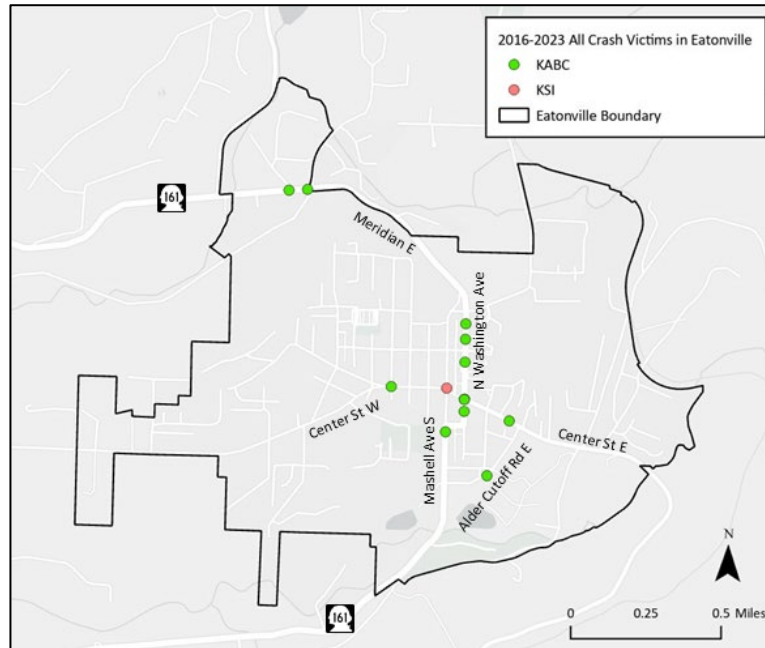 2016-2023 All Crash Victims in Eatonville
KABC
KSI
Eatonville Boundary
161
Meridian E
N Washington Ave
Center St W
Mashell Ave S
Center St E
Alder Cutoff Rd E
N
161
0 0.25 0.5 Miles